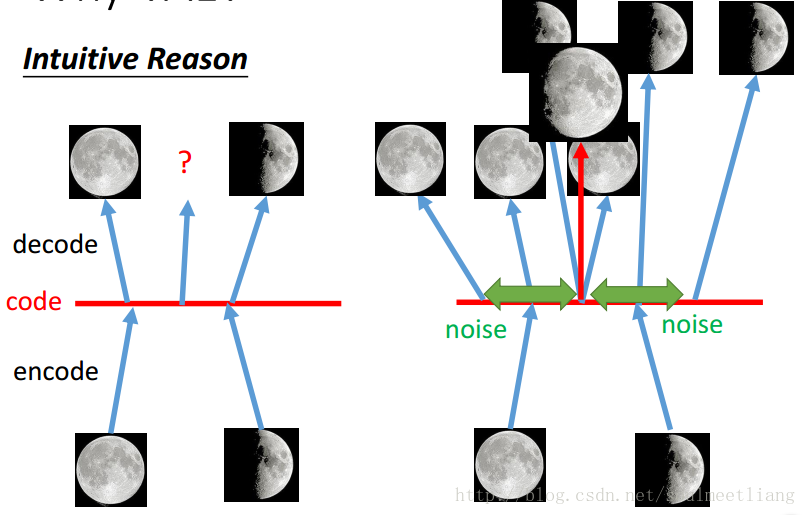 Intuitive Reason
?
decode
code
encode
noise
noise